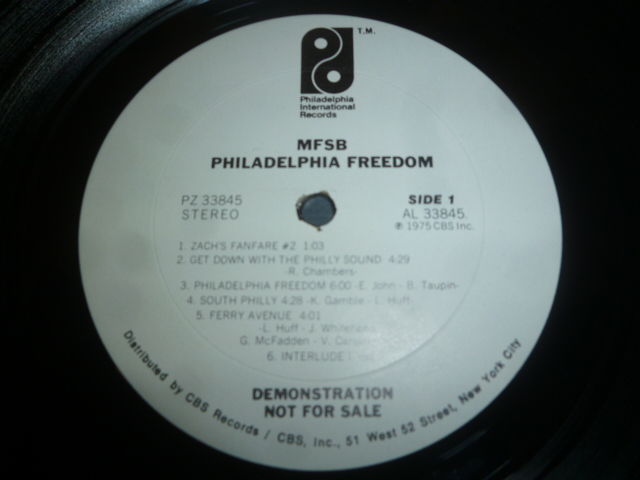 T.M.
Philadelphia
International
Records
MFSB
PHILADELPHIA FREEDOM
PZ 33845
STEREO
SIDE 1
AL 33845.
℗ 1975 CBS Inc.
1. ZACH'S FANFARE #2 1:03
2. GET DOWN WITH THE PHILLY SOUND 4:29
-R. Chambers-
3. PHILADELPHIA FREEDOM 6:00 -E. John - B. Taupin-
4. SOUTH PHILLY 4:28 -K. Gamble - L. Huff-
5. FERRY AVENUE 4:01
-L. Huff - J.
G. McFadden - V.
6. INTERLUDE
DEMONSTRATION
NOT FOR SALE
Distributed by CBS Records / CBS, Inc., 51 West 52 Street, New York City